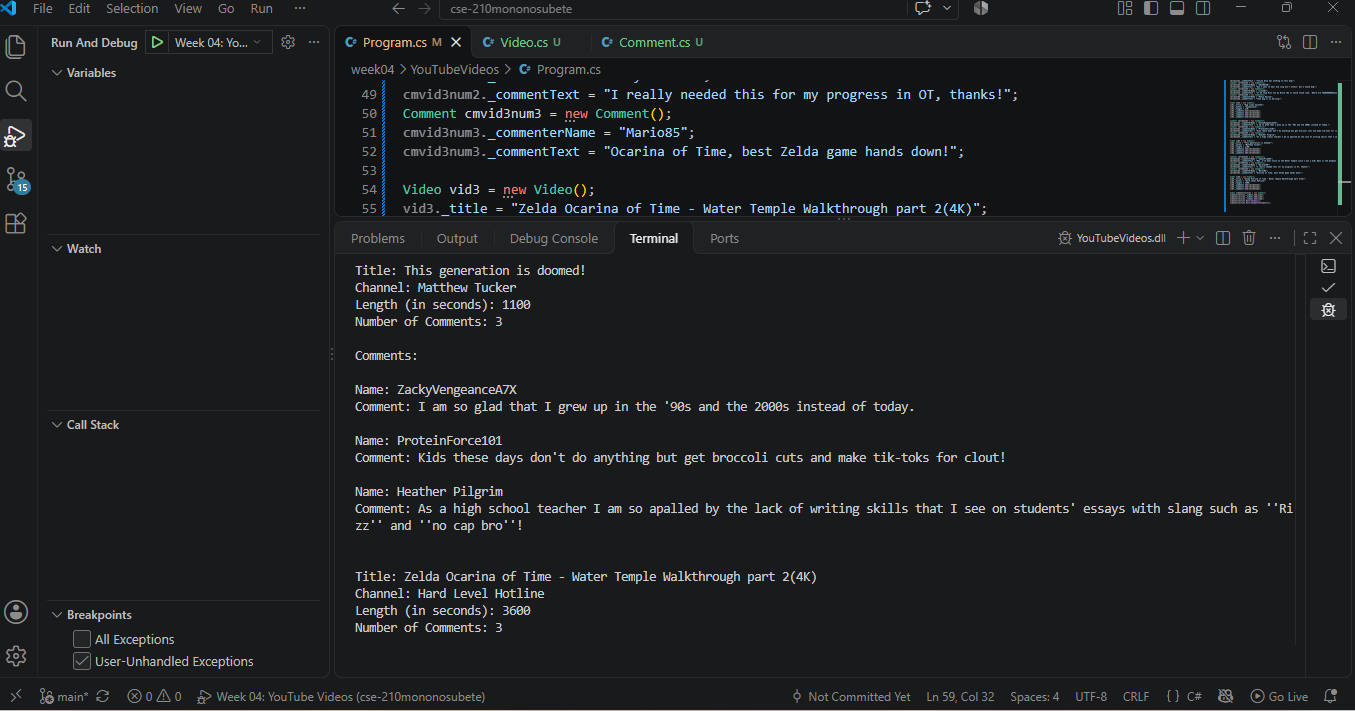 File Edit Selection View Go Run ··· cse-210mononosubete
Run And Debug Week 04: Yo... ···
Program.cs M Video.cs U Comment.cs U
week04 > YouTubeVideos > Program.cs
Variables
Watch
Call Stack
Breakpoints
All Exceptions
User-Unhandled Exceptions
49 cmvid3num2._commentText = "I really needed this for my progress in OT, thanks!";
50 Comment cmvid3num3 = new Comment();
51 cmvid3num3._commenterName = "Mario85";
52 cmvid3num3._commentText = "Ocarina of Time, best Zelda game hands down!";
53
54 Video vid3 = new Video();
55 vid3._title = "Zelda Ocarina of Time - Water Temple Walkthrough part 2(4K)";
Problems Output Debug Console Terminal Ports YouTubeVideos.dll
Title: This generation is doomed!
Channel: Matthew Tucker
Length (in seconds): 1100
Number of Comments: 3
Comments:
Name: ZackyVengeanceA7X
Comment: I am so glad that I grew up in the '90s and the 2000s instead of today.
Name: ProteinForce101
Comment: Kids these days don't do anything but get broccoli cuts and make tik-toks for clout!
Name: Heather Pilgrim
Comment: As a high school teacher I am so apalled by the lack of writing skills that I see on students' essays with slang such as ''Ri
zz'' and ''no cap bro''!
Title: Zelda Ocarina of Time - Water Temple Walkthrough part 2(4K)
Channel: Hard Level Hotline
Length (in seconds): 3600
Number of Comments: 3
15
main* 0 0 Week 04: YouTube Videos (cse-210mononosubete) Not Committed Yet Ln 59, Col 32 Spaces: 4 UTF-8 CRLF { } C# Go Live